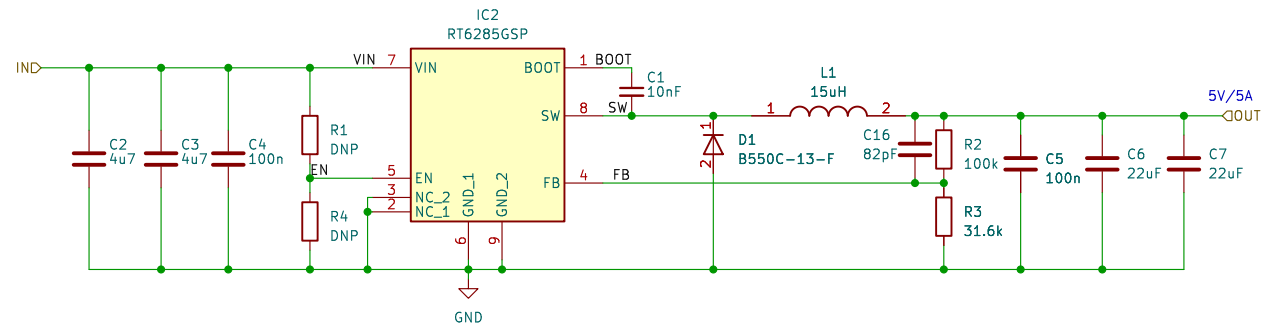 IC2
RT6285GSP
IN
VIN
7
VIN
BOOT
1
BOOT
C1
10nF
SW
8
SW
L1
15uH
1
2
5V/5A
OUT
C2
4u7
C3
4u7
C4
100n
R1
DNP
EN
5
EN
3
NC_2
2
NC_1
GND_1
GND_2
6
9
FB
4
FB
R4
DNP
1
2
D1
B550C-13-F
C16
82pF
R2
100k
R3
31.6k
C5
100n
C6
22uF
C7
22uF
GND